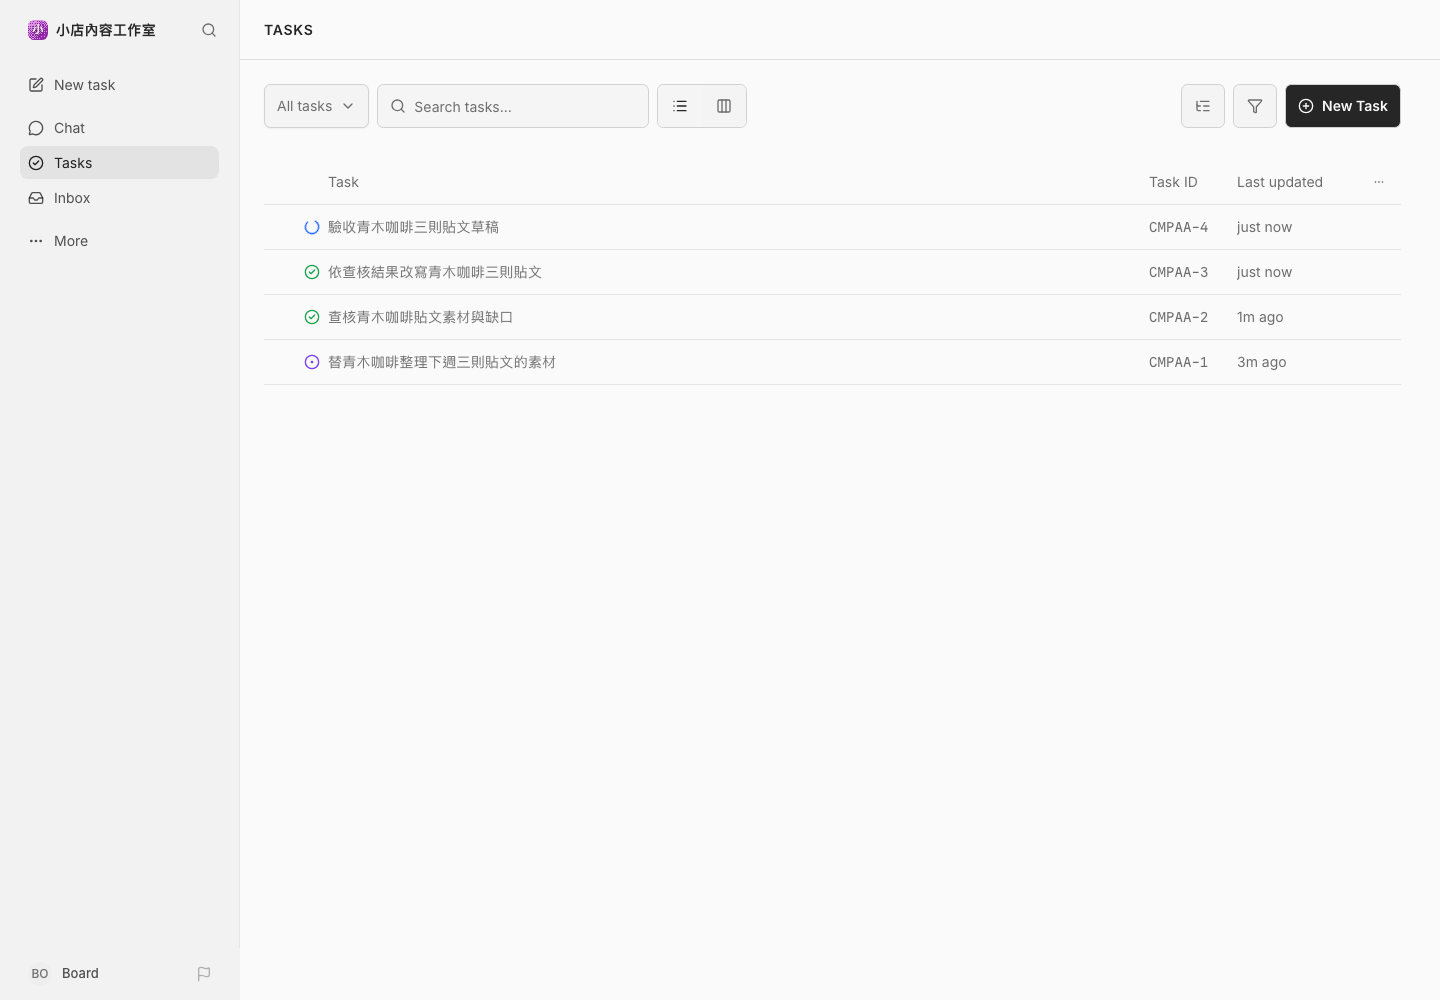 小 小店內容工作室
New task
Chat
Tasks
Inbox
More
BO Board
TASKS
All tasks
Search tasks...
New Task
Task Task ID Last updated ...
驗收青木咖啡三則貼文草稿 CMPAA-4 just now
依查核結果改寫青木咖啡三則貼文 CMPAA-3 just now
查核青木咖啡貼文素材與缺口 CMPAA-2 1m ago
替青木咖啡整理下週三則貼文的素材 CMPAA-1 3m ago